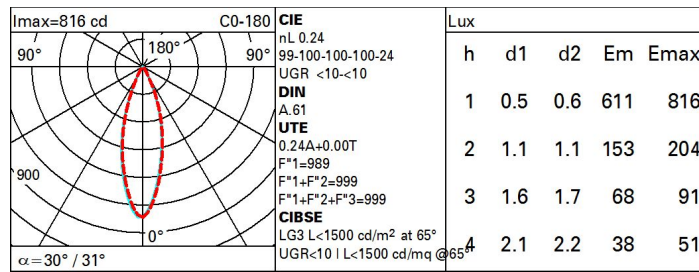 Imax=816 cd C0-180
90° 180° 90°
900
0°
α=30° / 31°
CIE
nL 0.24
99-100-100-100-24
UGR <10-<10
DIN
A.61
UTE
0.24A+0.00T
F"1=989
F"1+F"2=999
F"1+F"2+F"3=999
CIBSE
LG3 L<1500 cd/m² at 65°
UGR<10 | L<1500 cd/mq @65°
Lux
h d1 d2 Em Emax
1 0.5 0.6 611 816
2 1.1 1.1 153 204
3 1.6 1.7 68 91
4 2.1 2.2 38 51